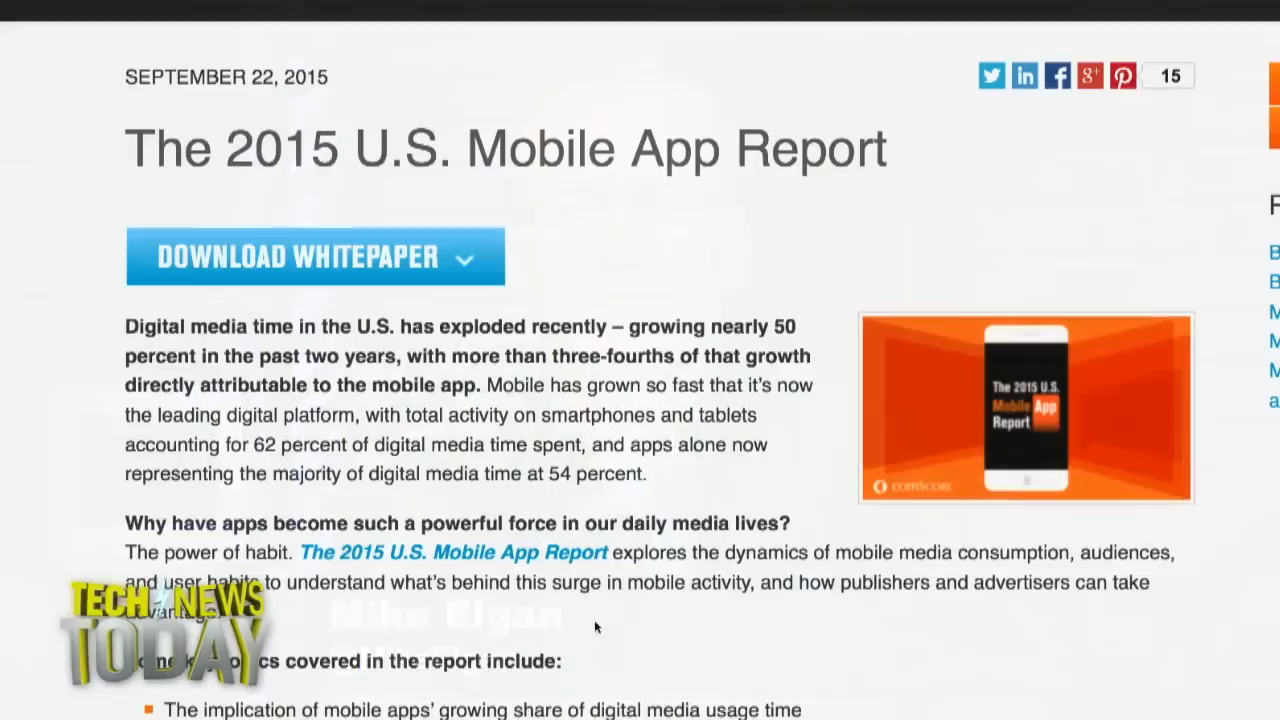 SEPTEMBER 22, 2015
15
The 2015 U.S. Mobile App Report
DOWNLOAD WHITEPAPER
Digital media time in the U.S. has exploded recently – growing nearly 50
percent in the past two years, with more than three-fourths of that growth
directly attributable to the mobile app. Mobile has grown so fast that it's now
the leading digital platform, with total activity on smartphones and tablets
accounting for 62 percent of digital media time spent, and apps alone now
representing the majority of digital media time at 54 percent.
The 2015 U.S.
Mobile App
Report
comScore
Why have apps become such a powerful force in our daily media lives?
The power of habit. The 2015 U.S. Mobile App Report explores the dynamics of mobile media consumption, audiences,
and user habits to understand what's behind this surge in mobile activity, and how publishers and advertisers can take
Mike Elgan
TECH NEWS
TODAY
covered in the report include:
The implication of mobile apps' growing share of digital media usage time